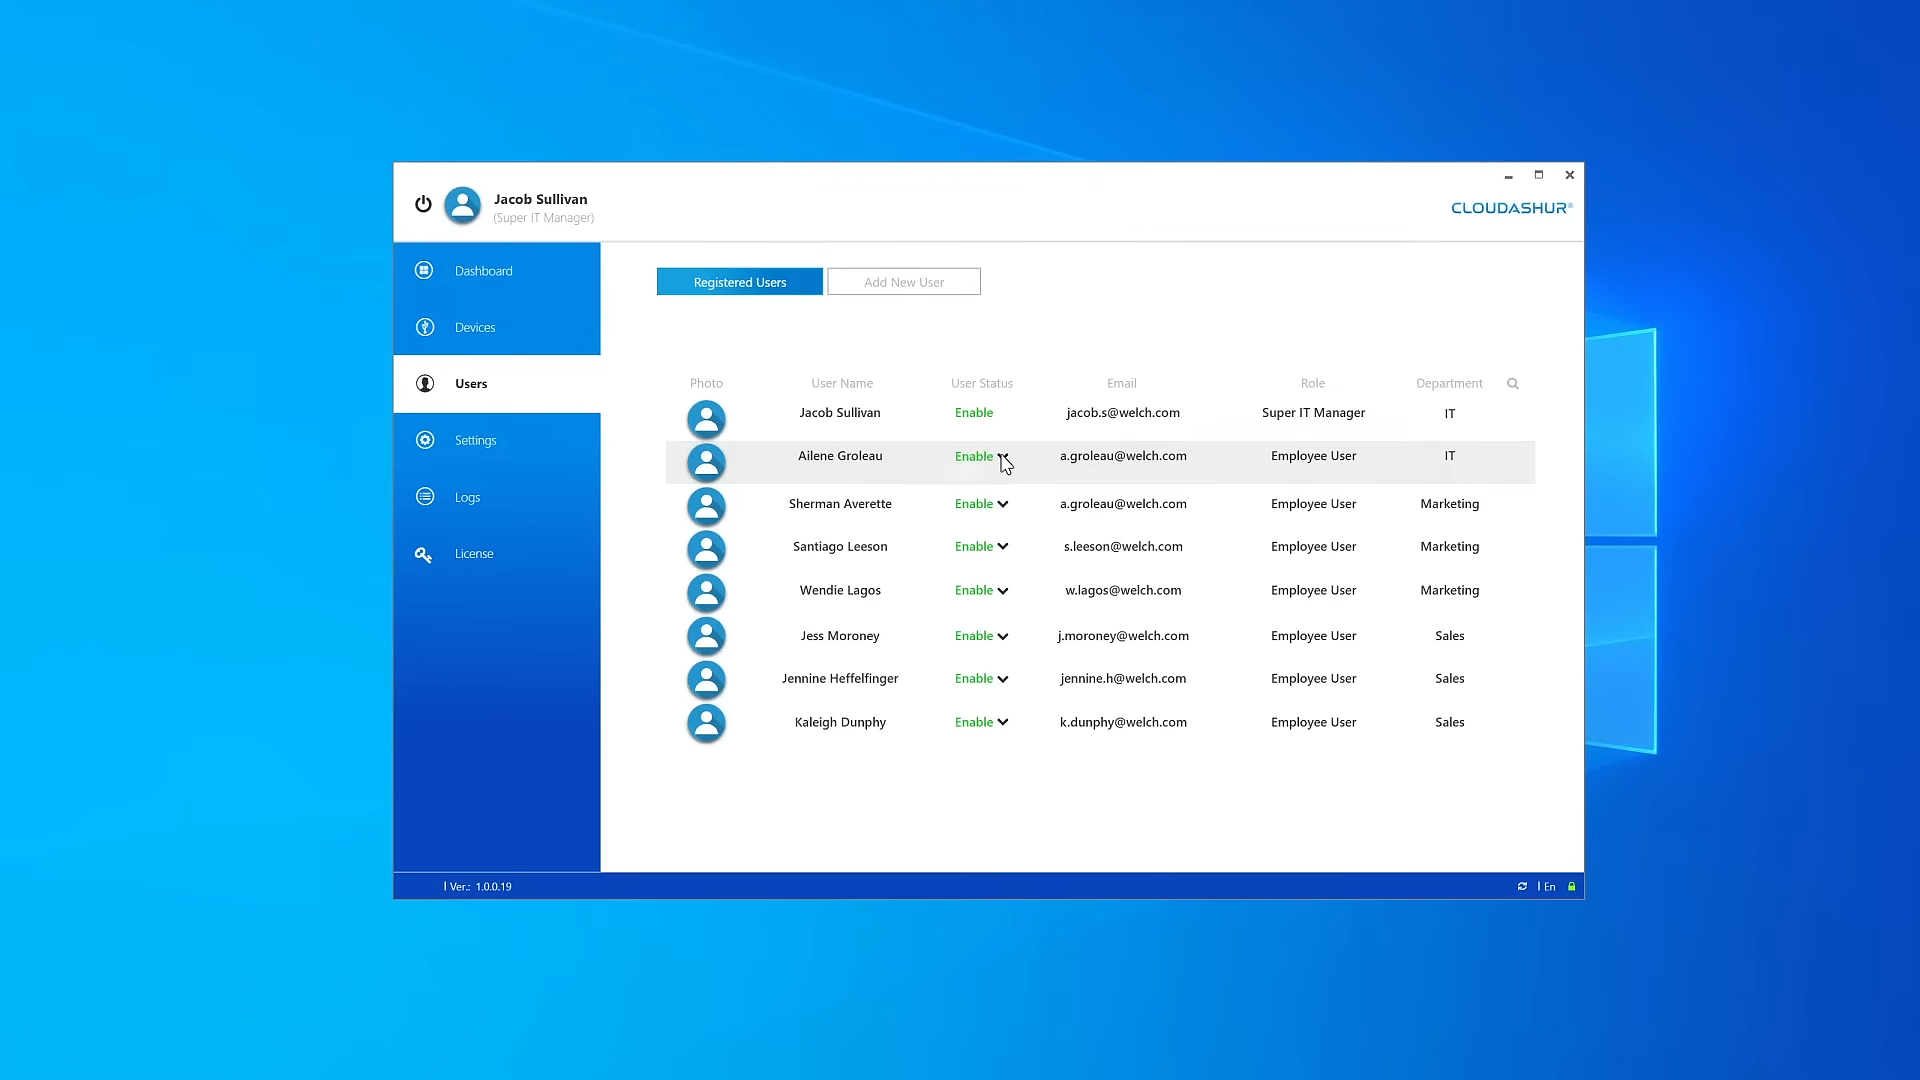 Jacob Sullivan
(Super IT Manager)
CLOUDASHUR®
Dashboard
Devices
Users
Settings
Logs
License
Registered Users
Add New User
Photo User Name User Status Email Role Department
Jacob Sullivan Enable jacob.s@welch.com Super IT Manager IT
Ailene Groleau Enable a.groleau@welch.com Employee User IT
Sherman Averette Enable a.groleau@welch.com Employee User Marketing
Santiago Leeson Enable s.leeson@welch.com Employee User Marketing
Wendie Lagos Enable w.lagos@welch.com Employee User Marketing
Jess Moroney Enable j.moroney@welch.com Employee User Sales
Jennine Heffelfinger Enable jennine.h@welch.com Employee User Sales
Kaleigh Dunphy Enable k.dunphy@welch.com Employee User Sales
| Ver.: 1.0.0.19
| En